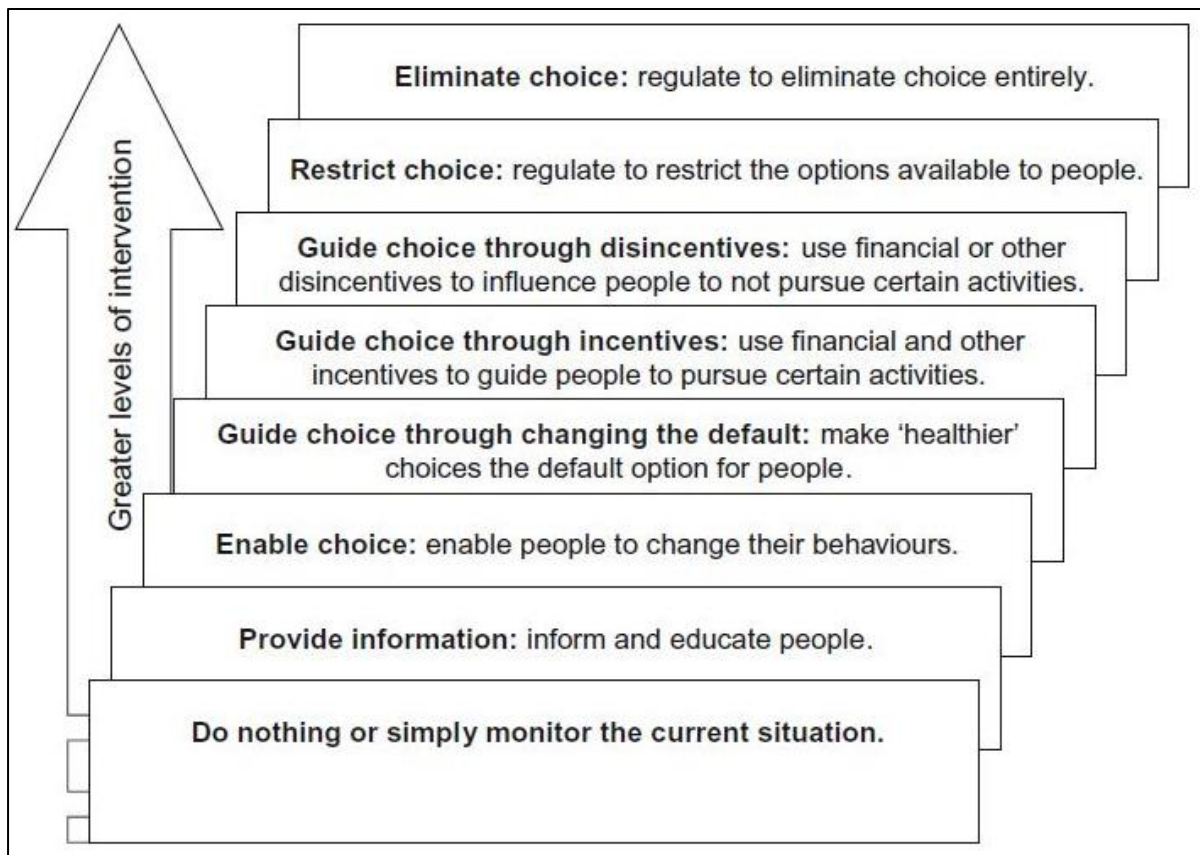 Eliminate choice: regulate to eliminate choice entirely.
Restrict choice: regulate to restrict the options available to people.
Guide choice through disincentives: use financial or other
disincentives to influence people to not pursue certain activities.
Guide choice through incentives: use financial and other
incentives to guide people to pursue certain activities.
Guide choice through changing the default: make ‘healthier’
choices the default option for people.
Enable choice: enable people to change their behaviours.
Provide information: inform and educate people.
Do nothing or simply monitor the current situation.
Greater levels of intervention